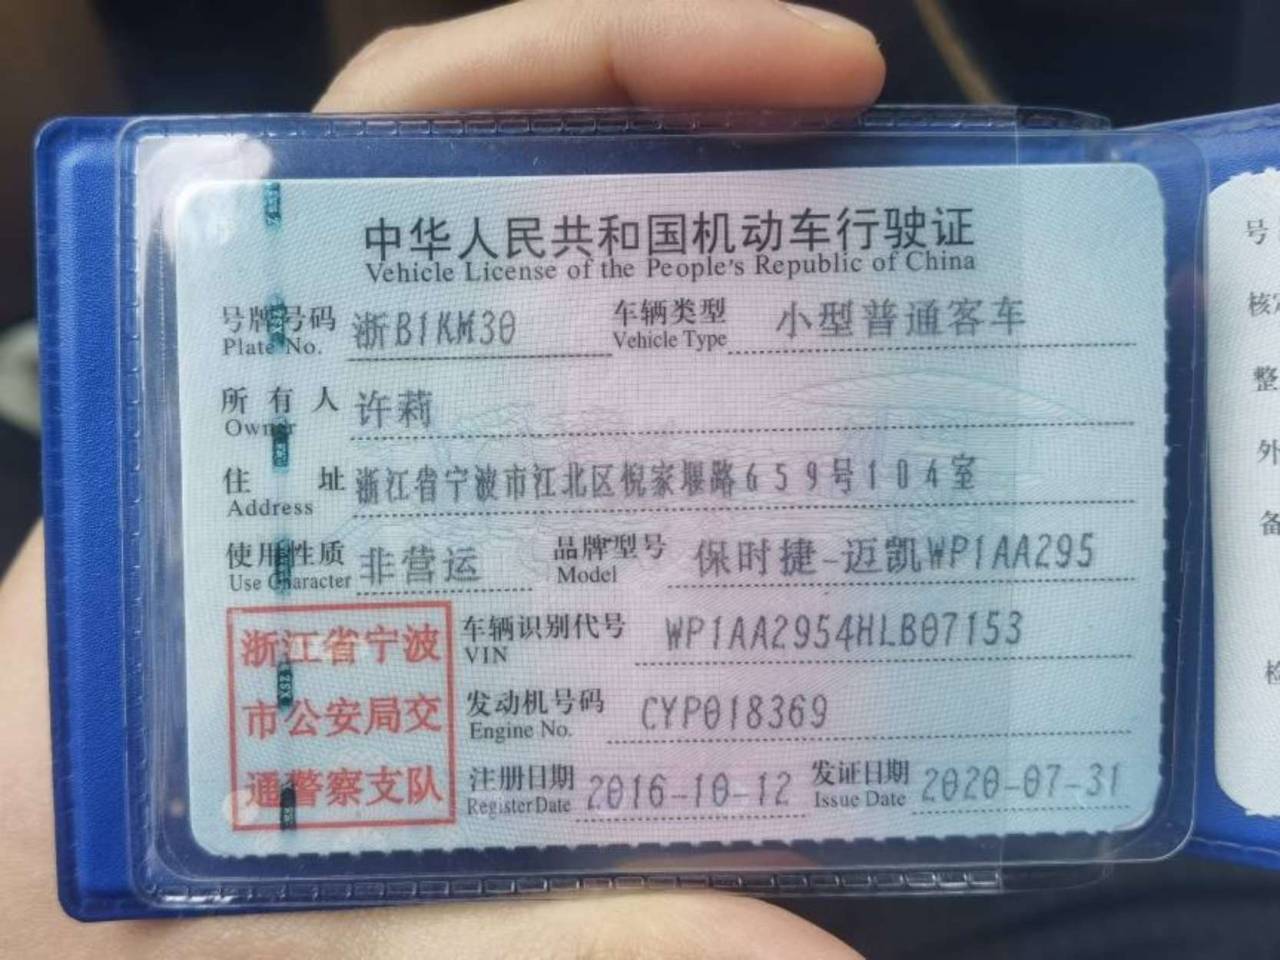 中华人民共和国机动车行驶证
Vehicle License of the People's Republic of China
号牌号码 浙B1KM30 车辆类型 小型普通客车
Plate No. Vehicle Type
所有人 许莉
Owner
住址 浙江省宁波市江北区倪家堰路659号104室
Address
使用性质 非营运 品牌型号 保时捷-迈凯WP1AA295
Use Character Model
浙江省宁波
市公安局交
通警察支队
车辆识别代号 WP1AA2954HLB07153
VIN
发动机号码 CYP018369
Engine No.
注册日期 2016-10-12 发证日期 2020-07-31
Register Date Issue Date
号
核
整
外
备